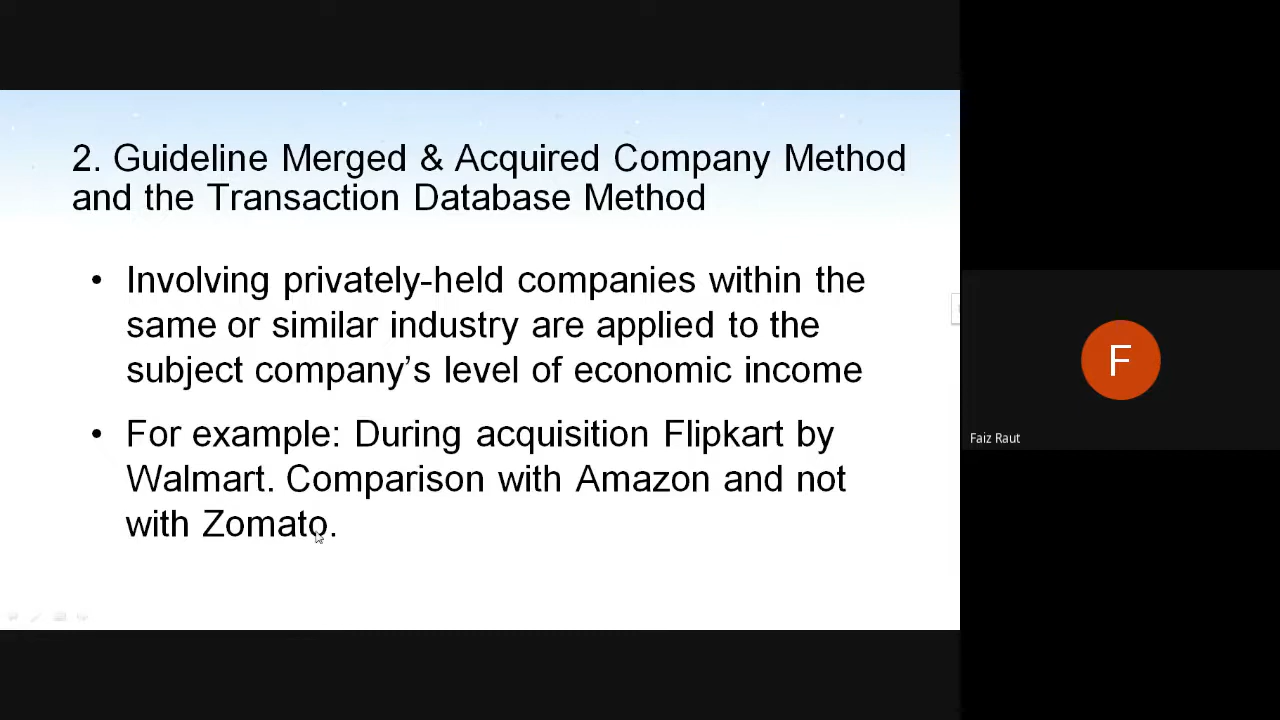 2. Guideline Merged & Acquired Company Method
and the Transaction Database Method
• Involving privately-held companies within the
same or similar industry are applied to the
subject company’s level of economic income
• For example: During acquisition Flipkart by
Walmart. Comparison with Amazon and not
with Zomato.
F
Faiz Raut